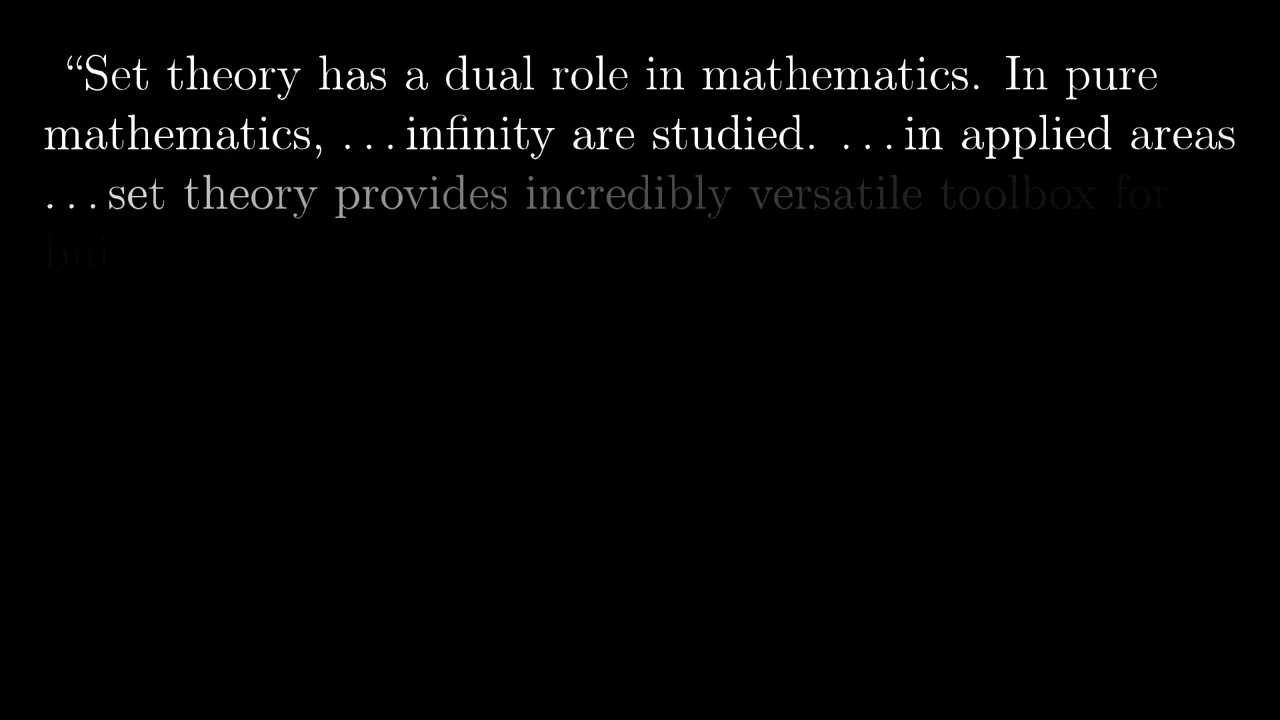 “Set theory has a dual role in mathematics. In pure
mathematics, ...infinity are studied. ...in applied areas
...set theory provides incredibly versatile toolbox for